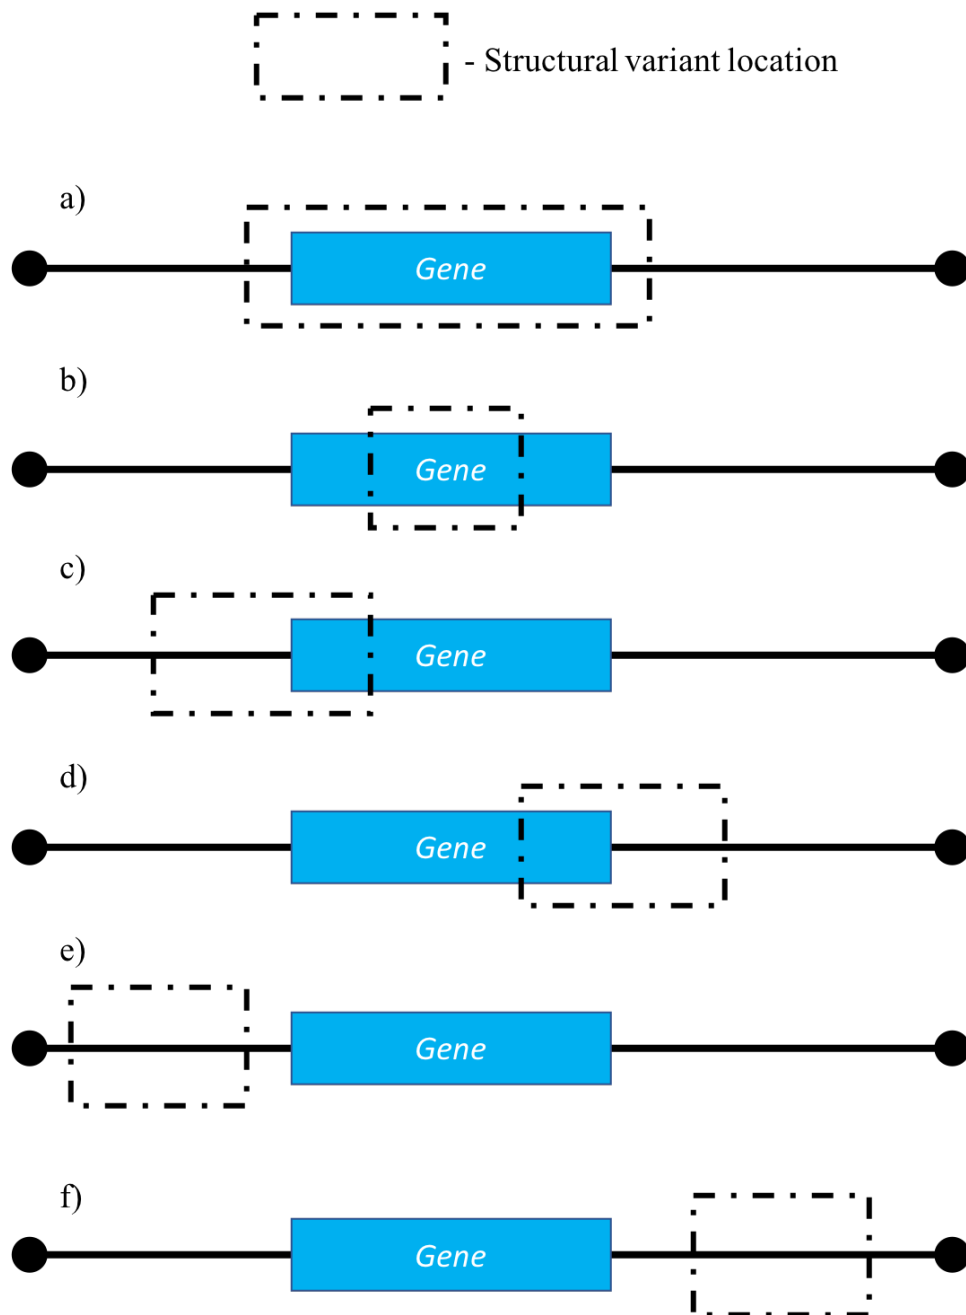 - Structural variant location
a)
Gene
b)
Gene
c)
Gene
d)
Gene
e)
Gene
f)
Gene